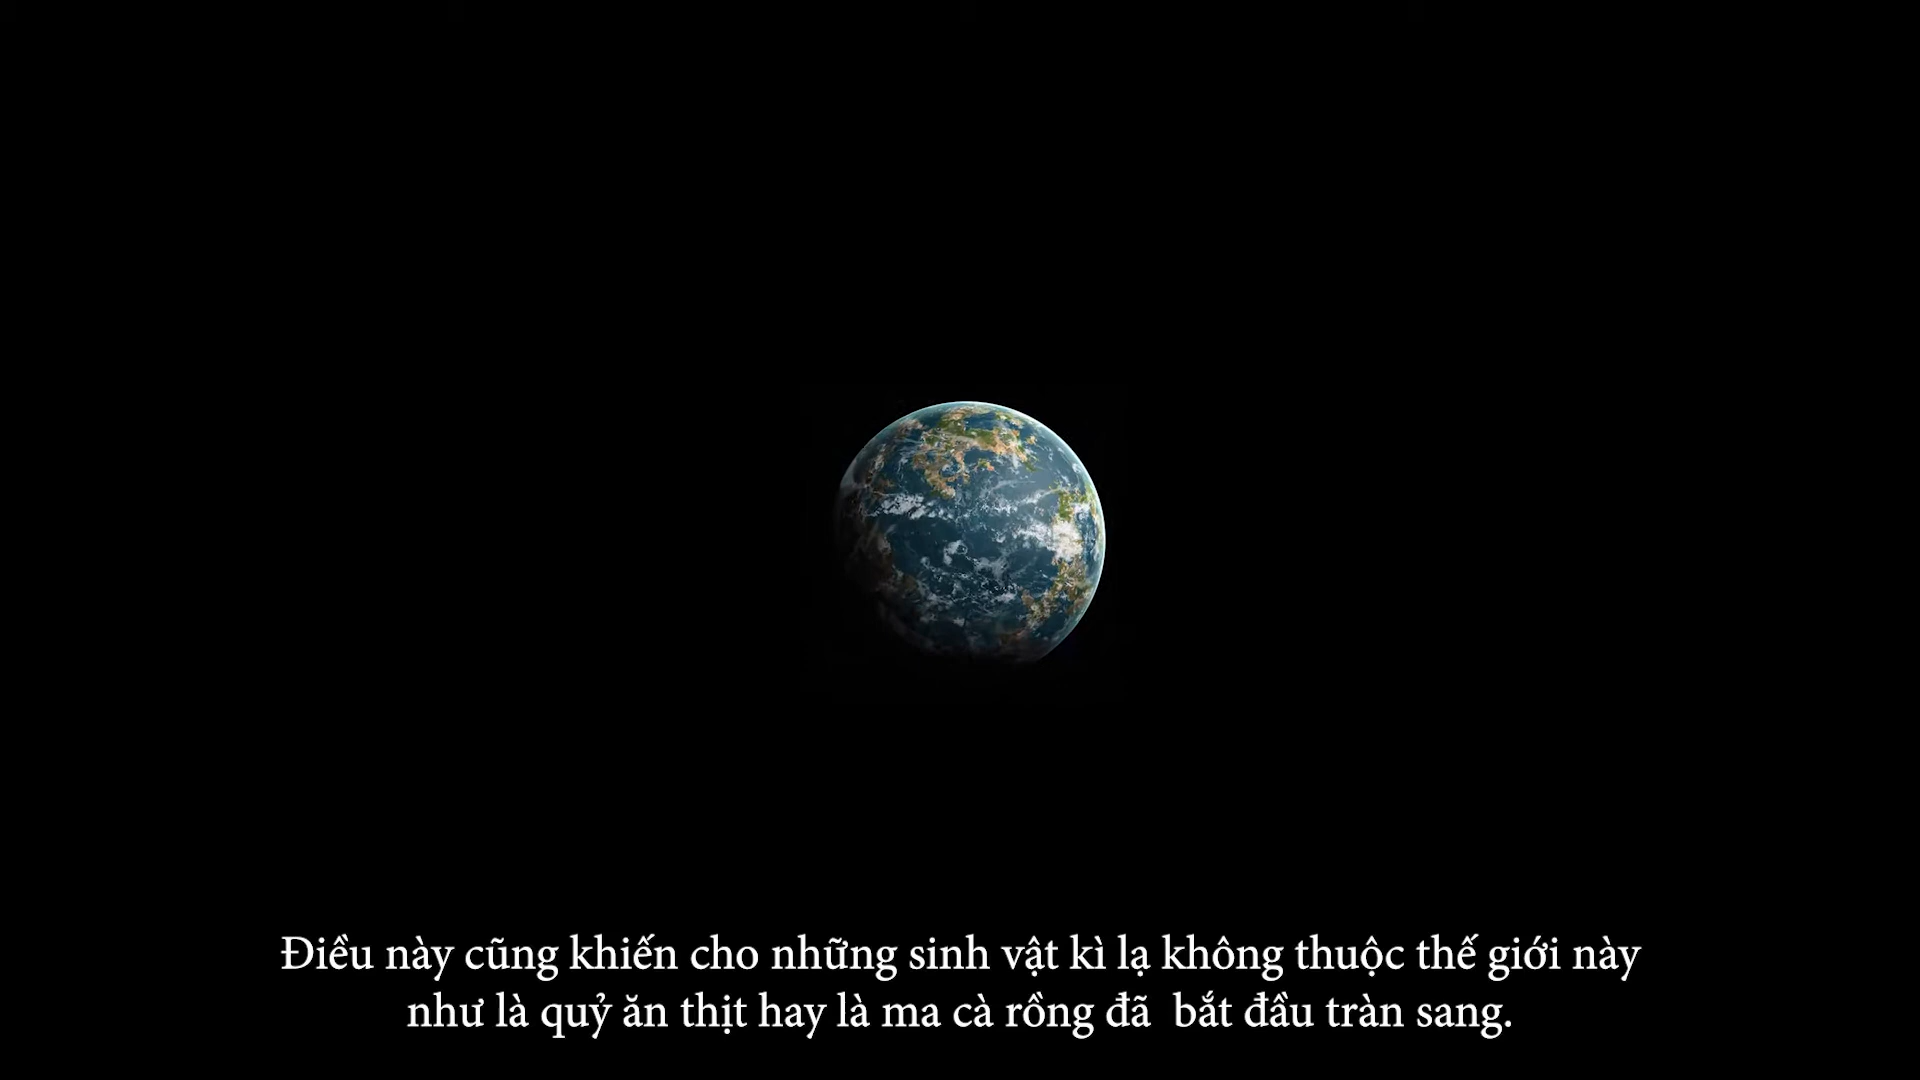 Điều này cũng khiến cho những sinh vật kì lạ không thuộc thế giới này
như là quỷ ăn thịt hay là ma cà rồng đã  bắt đầu tràn sang.